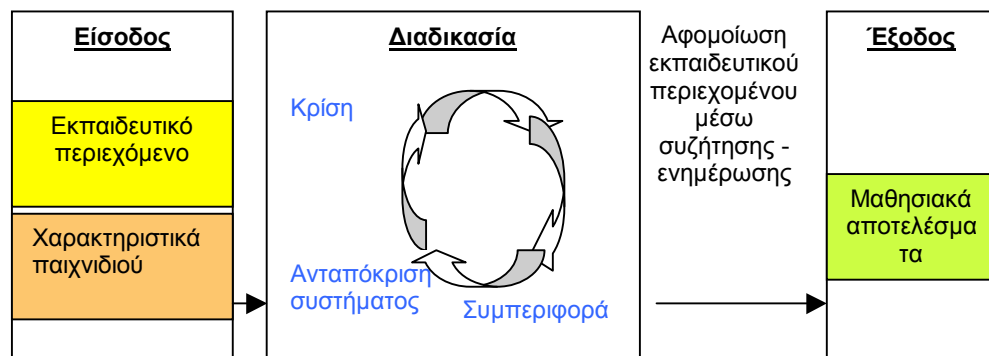 Είσοδος
Εκπαιδευτικό
περιεχόμενο
Χαρακτηριστικά
παιχνιδιού
Διαδικασία
Κρίση
Ανταπόκριση
συστήματος
Συμπεριφορά
Αφομοίωση
εκπαιδευτικού
περιεχομένου
μέσω
συζήτησης -
ενημέρωσης
Έξοδος
Μαθησιακά
αποτελέσμα
τα